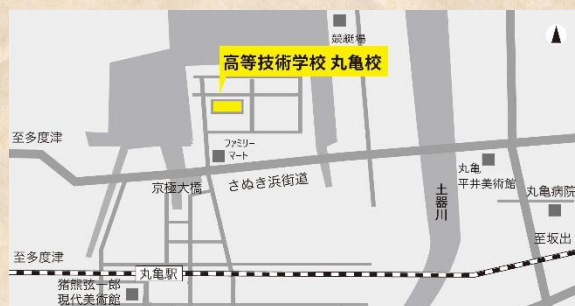 競艇場
高等技術学校 丸亀校
至多度津
ファミリー
マート
丸亀
平井美術館
京極大橋
さぬき浜街道
土器川
丸亀病院
至坂出
至多度津
丸亀駅
猪熊弦一郎
現代美術館